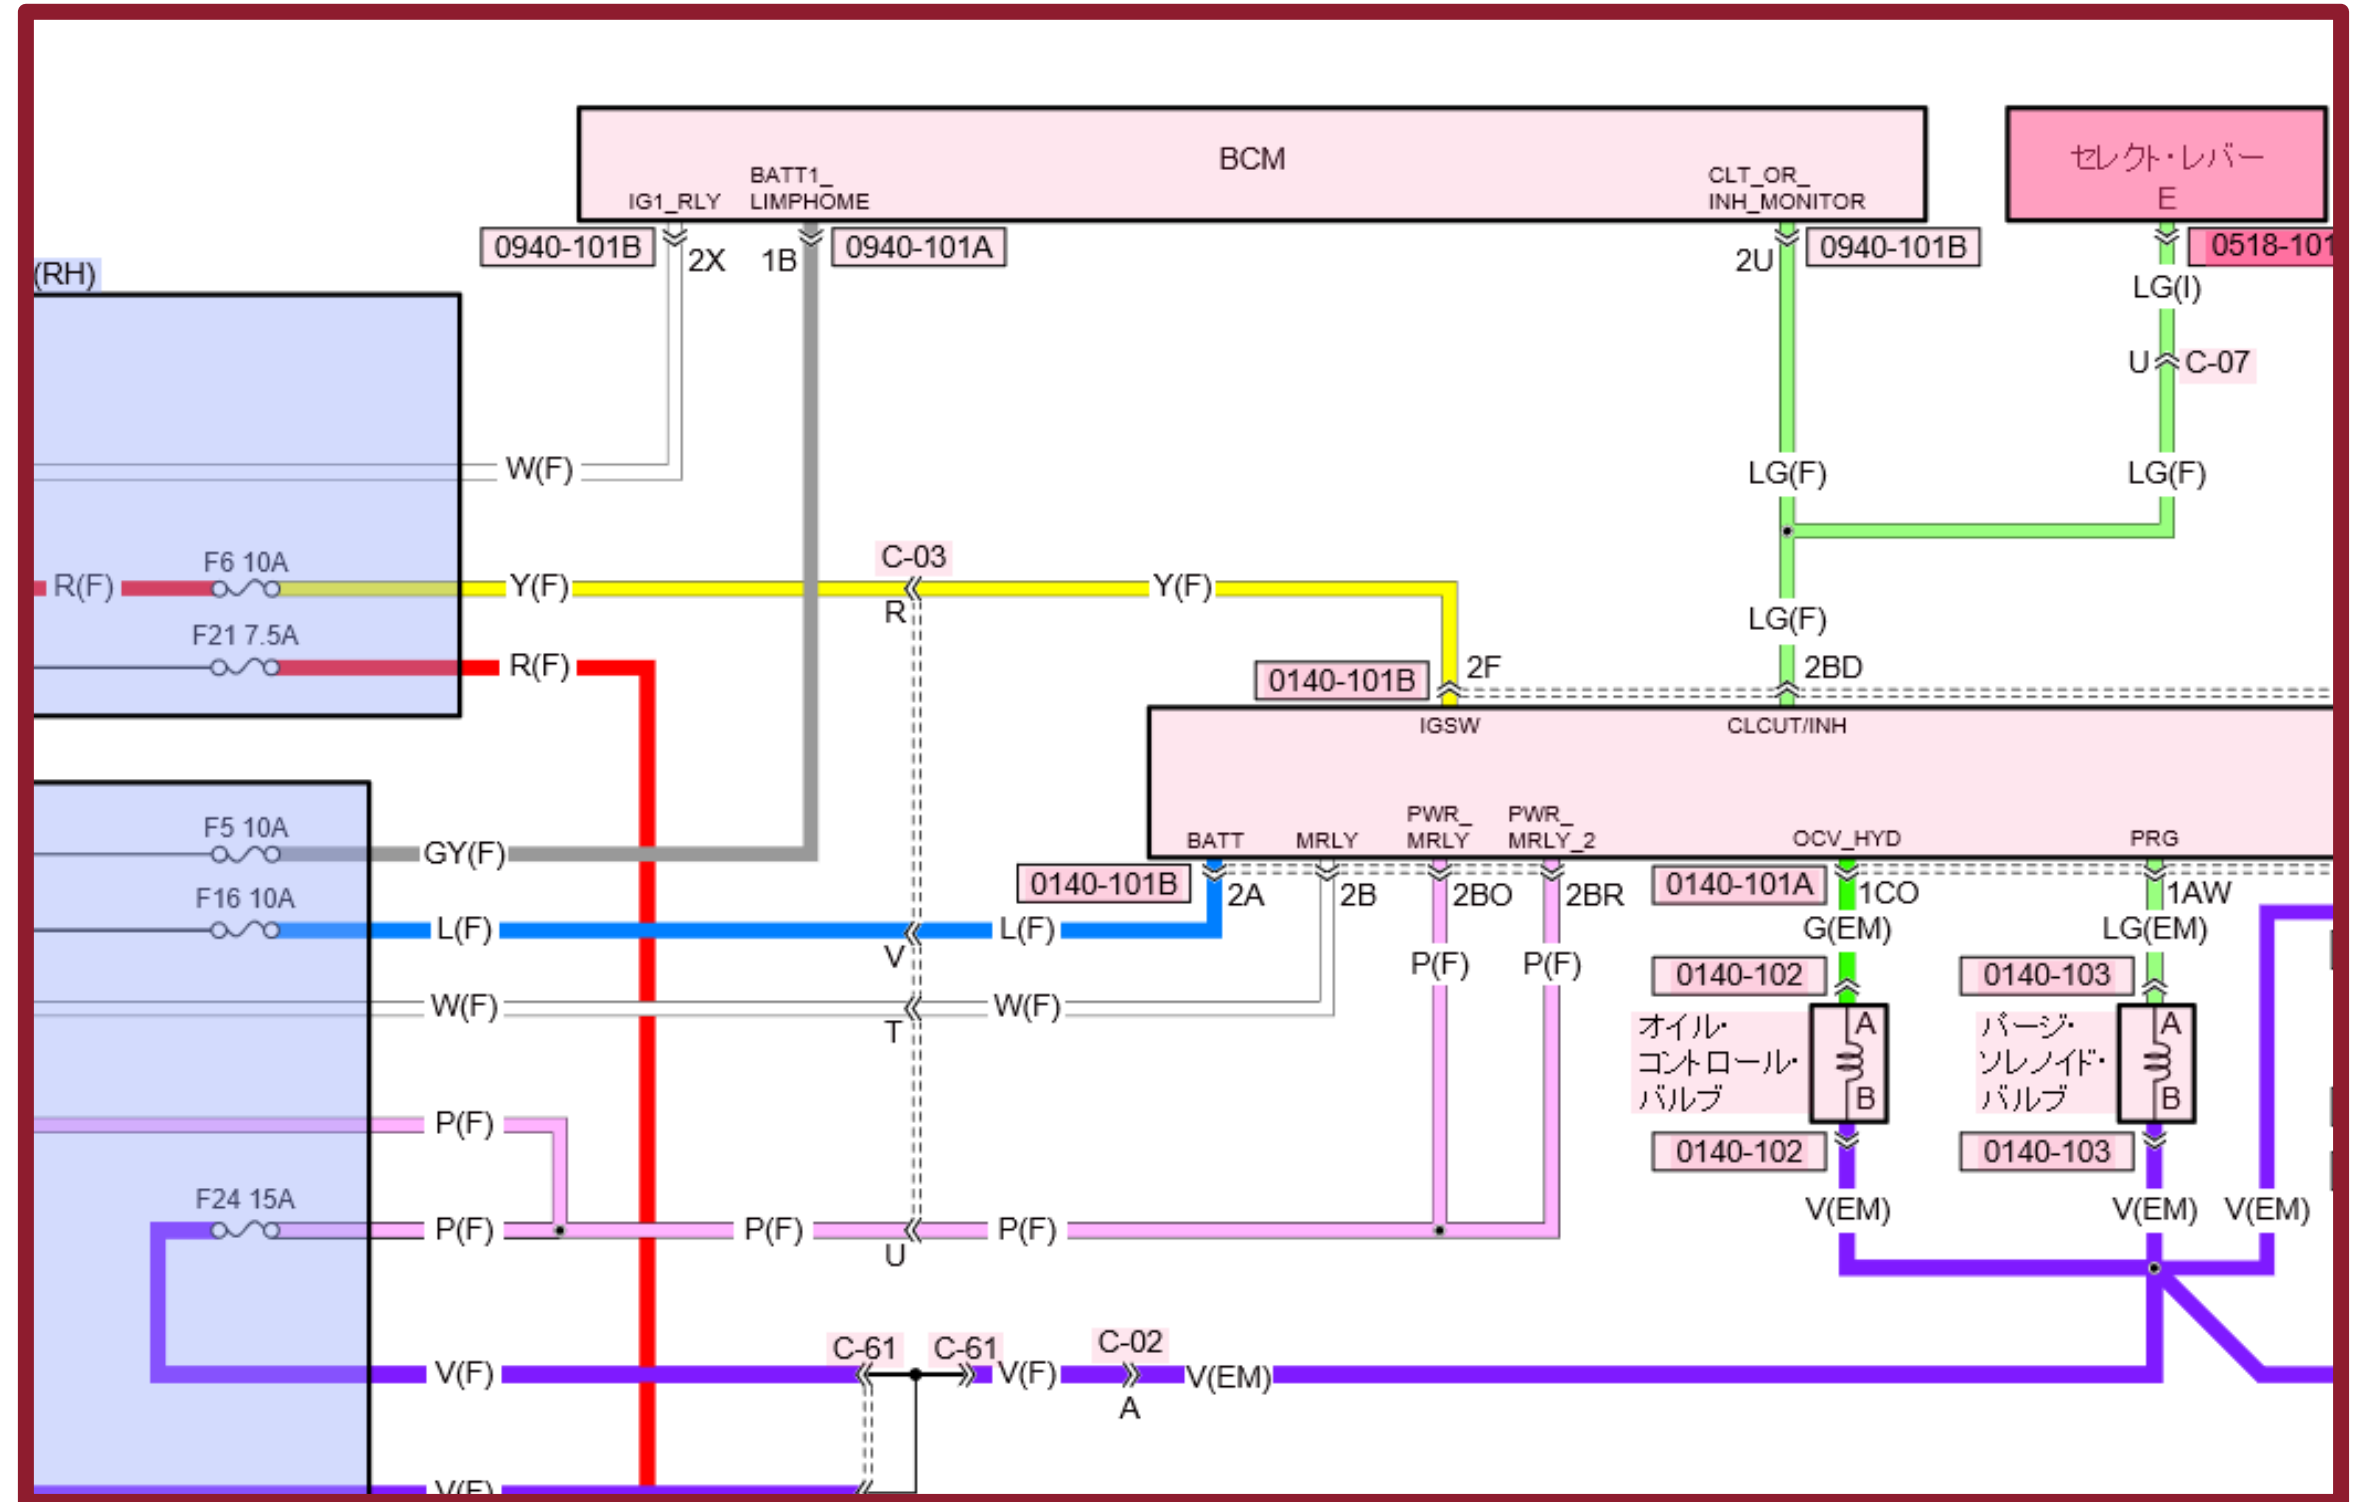 BCM
IG1_RLY
BATT1_
LIMPHOME
CLT_OR_
INH_MONITOR
セレクト・レバー
E
0940-101B
2X
1B
0940-101A
2U
0940-101B
0518-101
(RH)
LG(I)
U
C-07
W(F)
LG(F)
LG(F)
F6 10A
R(F)
Y(F)
C-03
R
Y(F)
LG(F)
F21 7.5A
R(F)
0140-101B
2F
2BD
IGSW
CLCUT/INH
F5 10A
GY(F)
BATT
MRLY
PWR_
MRLY
PWR_
MRLY_2
OCV_HYD
PRG
0140-101B
2A
2B
2BO
2BR
0140-101A
1CO
1AW
F16 10A
L(F)
V
L(F)
G(EM)
LG(EM)
P(F)
P(F)
0140-102
0140-103
W(F)
T
W(F)
オイル・
コントロール・
バルブ
A
B
パージ・
ソレノイド・
バルブ
A
B
P(F)
0140-102
0140-103
F24 15A
P(F)
P(F)
U
P(F)
V(EM)
V(EM)
V(EM)
C-61
C-61
C-02
V(F)
V(F)
A
V(EM)
V(F)